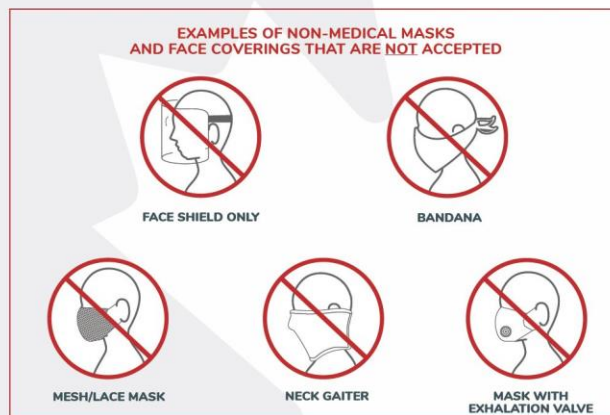 EXAMPLES OF NON-MEDICAL MASKS
AND FACE COVERINGS THAT ARE NOT ACCEPTED
FACE SHIELD ONLY
BANDANA
MESH/LACE MASK
NECK GAITER
MASK WITH
EXHALATION VALVE